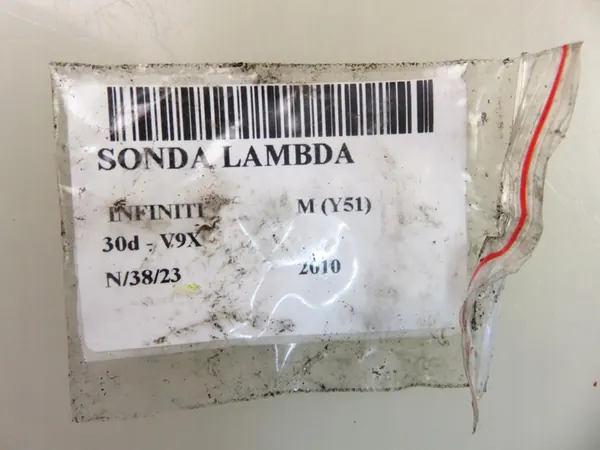 SONDA LAMBDA
INFINITI M (Y51)
30d - V9X
N/38/23 2010